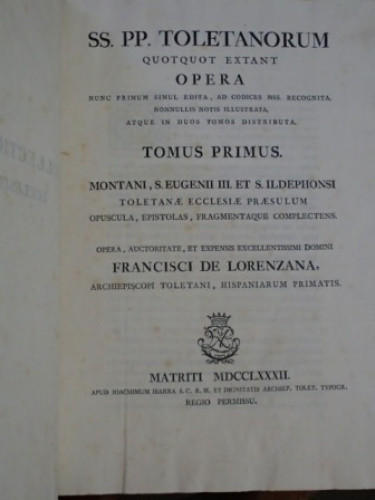 SS. PP. TOLETANORUM
QUOTQUOT EXTANT
OPERA
NUNC PRIMUM SIMUL EDITA, AD CODICES MSS. RECOGNITA,
NONNULLIS NOTIS ILLUSTRATA,
ATQUE IN DUOS TOMOS DISTRIBUTA.
TOMUS PRIMUS.
MONTANI, S. EUGENII III. ET S. ILDEPHONSI
TOLETANÆ ECCLESIÆ PRÆSULUM
OPUSCULA, EPISTOLAS, FRAGMENTAQUE COMPLECTENS.
OPERA, AUCTORITATE, ET EXPENSIS EXCELLENTISSIMI DOMINI
FRANCISCI DE LORENZANA,
ARCHIEPISCOPI TOLETANI, HISPANIARUM PRIMATIS.
MATRITI MDCCLXXXII.
APUD IOACHIMUM IBARRA S. C. R. M. ET DIGNITATIS ARCHIEP. TOLET. TYPOGR.
REGIO PERMISSU.